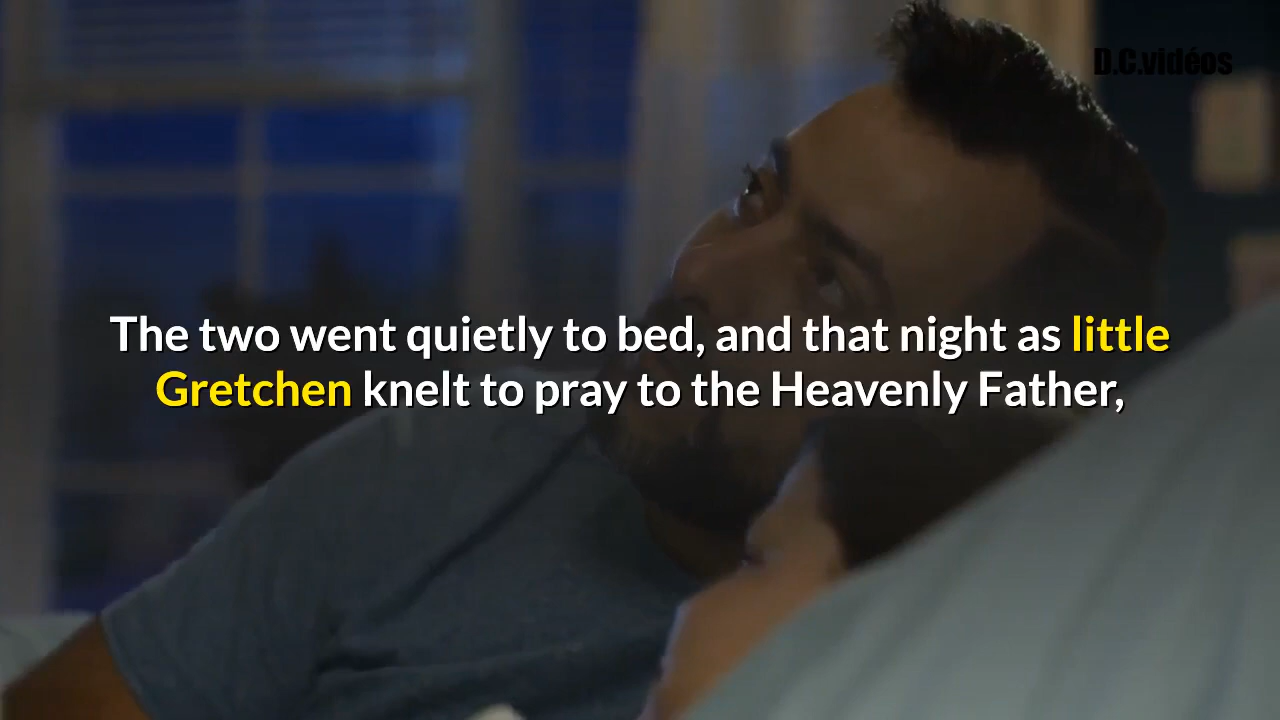 D.C.vidéos
The two went quietly to bed, and that night as little
Gretchen knelt to pray to the Heavenly Father,